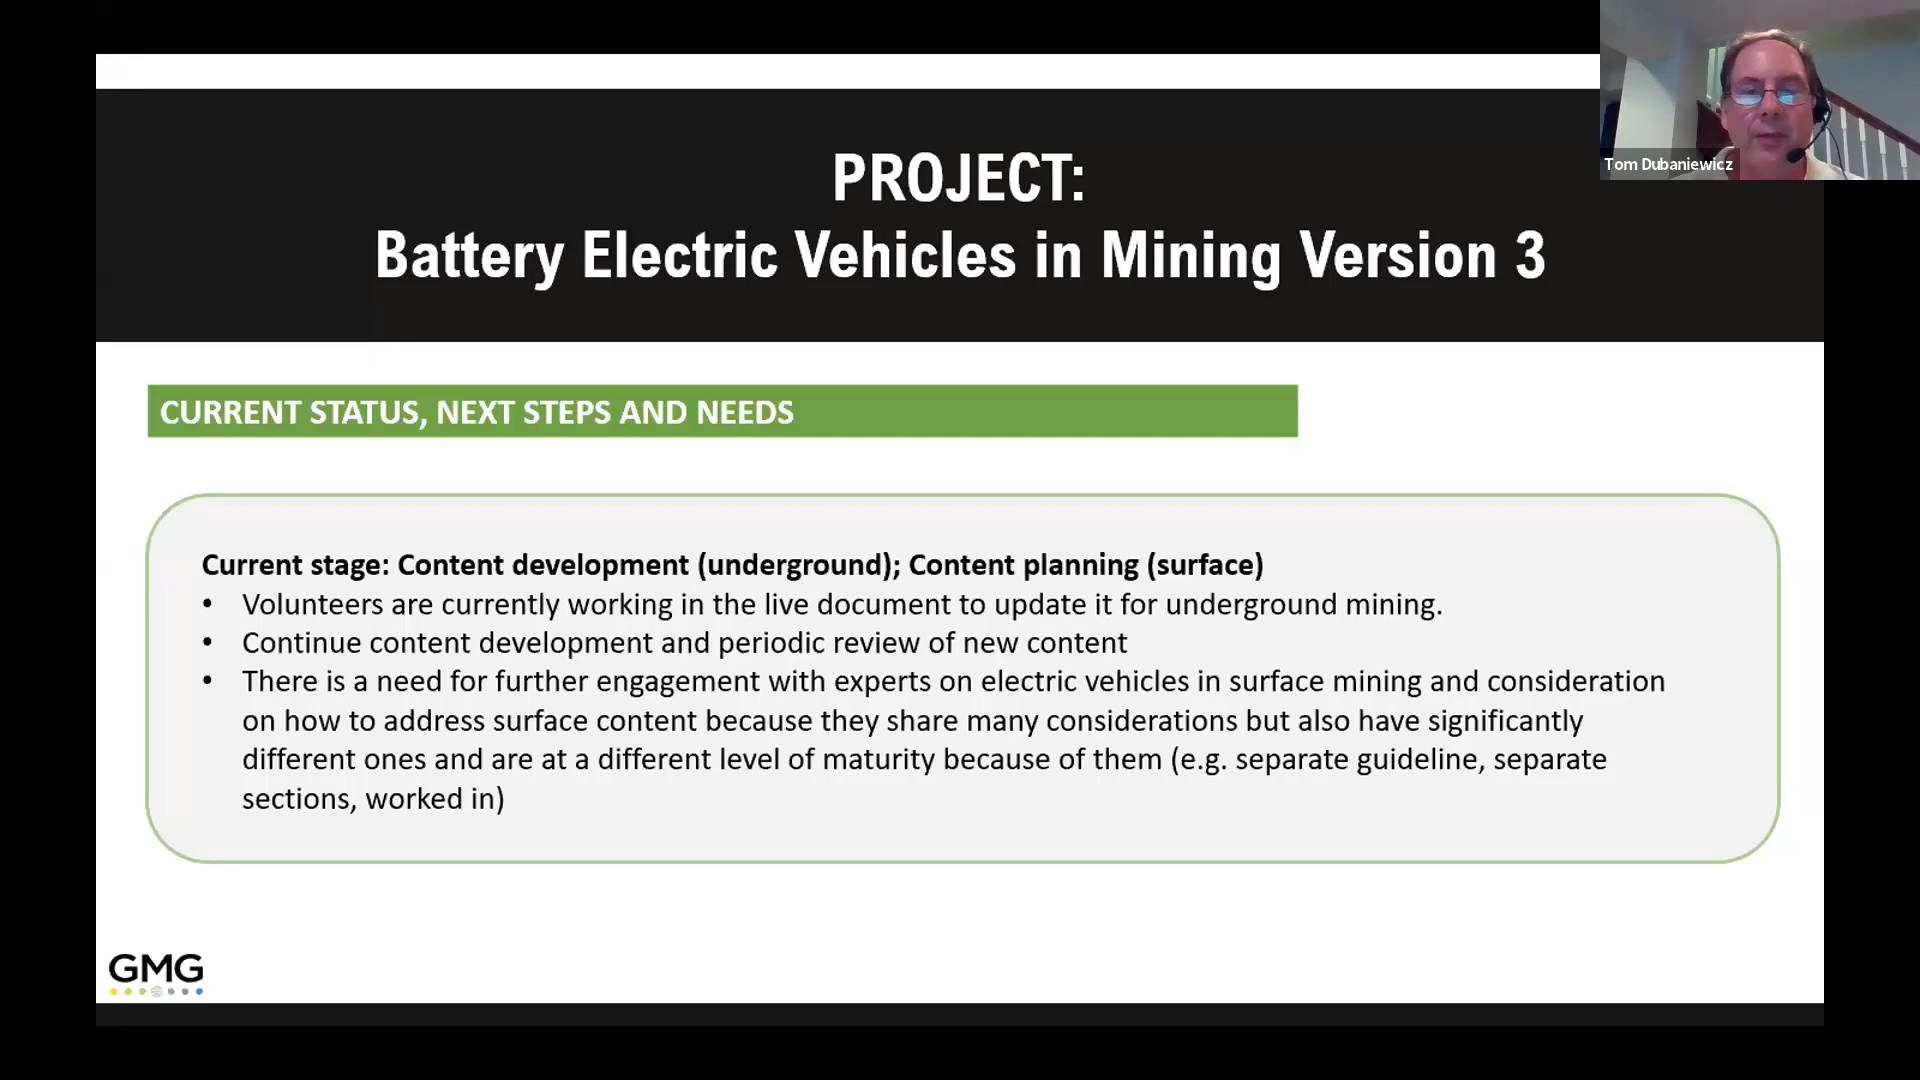 PROJECT:
Battery Electric Vehicles in Mining Version 3
Tom Dubaniewicz
CURRENT STATUS, NEXT STEPS AND NEEDS
Current stage: Content development (underground); Content planning (surface)
• Volunteers are currently working in the live document to update it for underground mining.
• Continue content development and periodic review of new content
• There is a need for further engagement with experts on electric vehicles in surface mining and consideration
on how to address surface content because they share many considerations but also have significantly
different ones and are at a different level of maturity because of them (e.g. separate guideline, separate
sections, worked in)
GMG